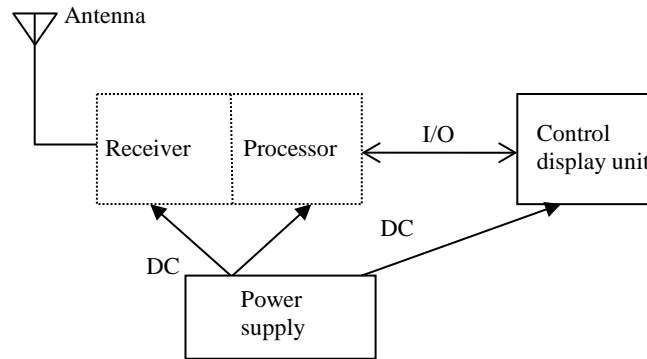 Antenna
Receiver
Processor
I/O
Control
display unit
DC
DC
Power
supply